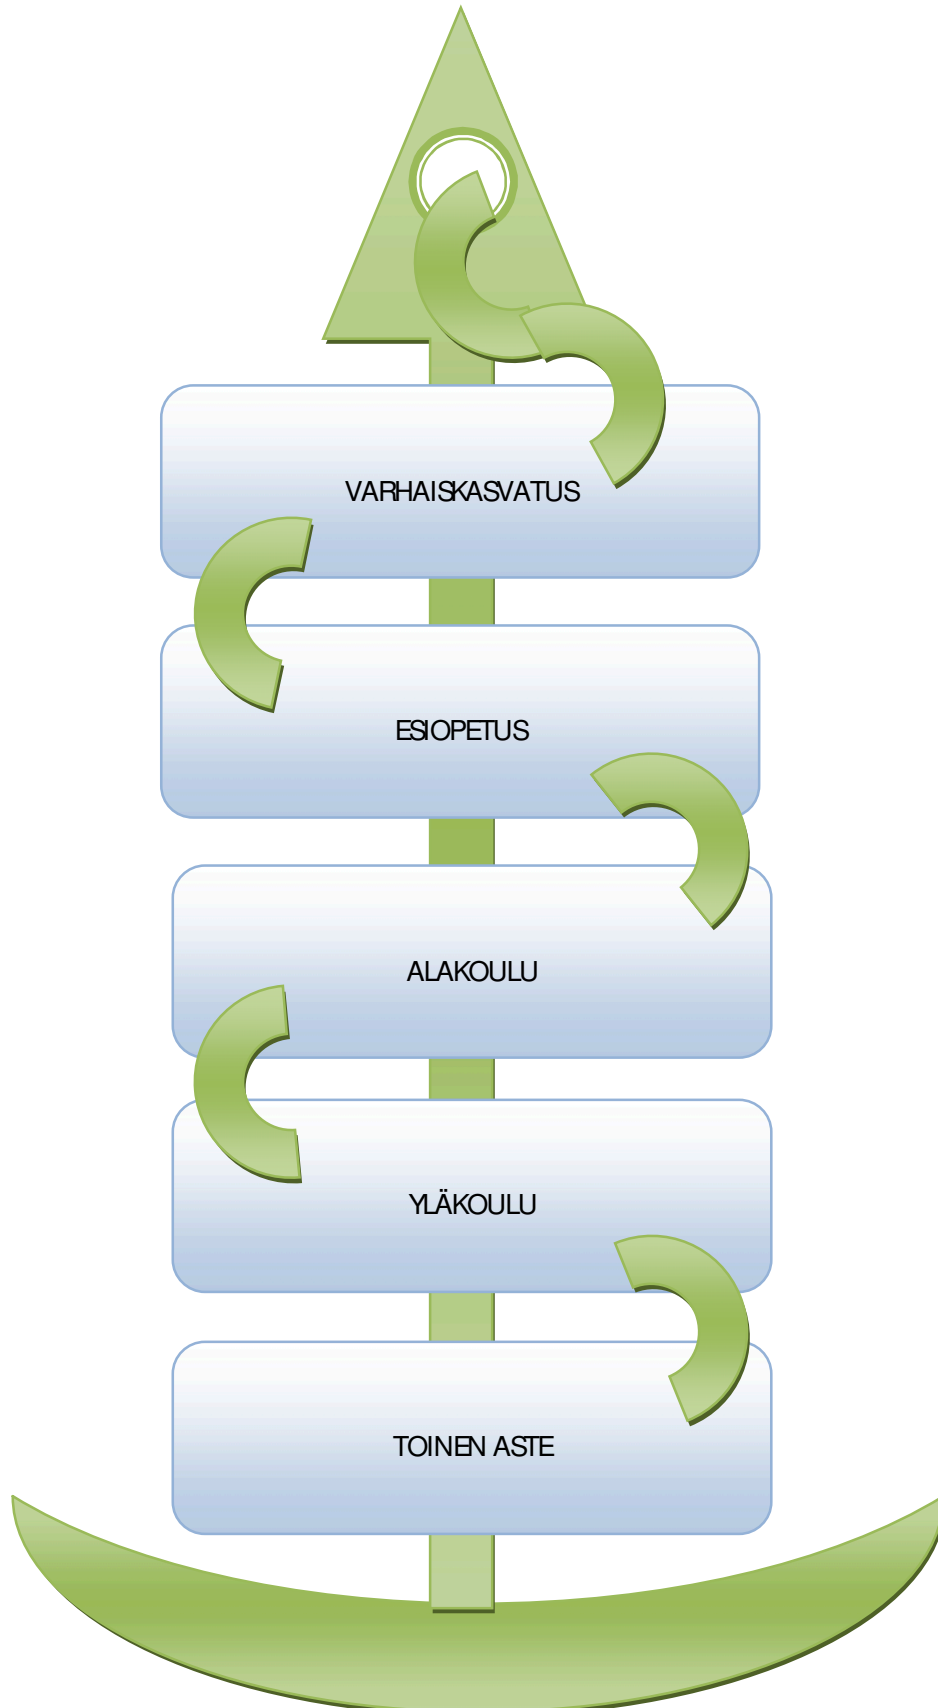 VARHAISKASVATUS
ESIOPETUS
ALAKOULU
YLÄKOULU
TOINEN ASTE